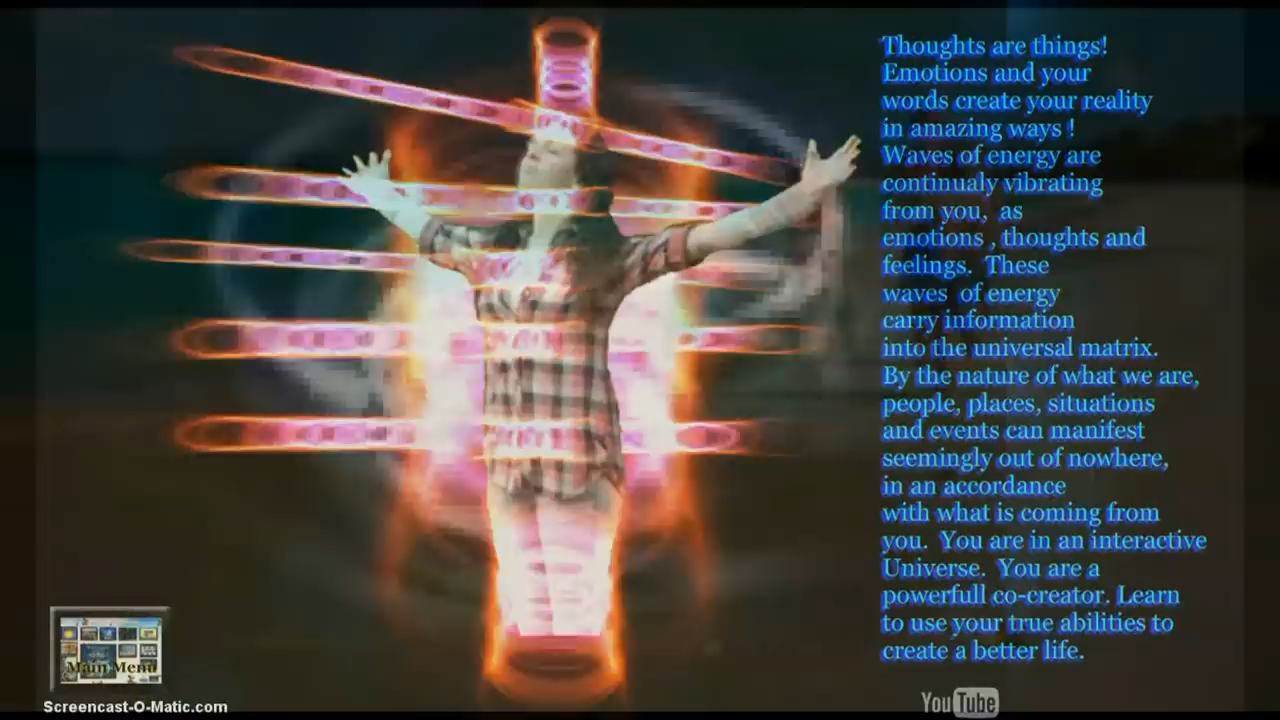 Thoughts are things!
Emotions and your
words create your reality
in amazing ways !
Waves of energy are
continualy vibrating
from you,  as
emotions , thoughts and
feelings.  These
waves  of energy
carry information
into the universal matrix.
By the nature of what we are,
people, places, situations
and events can manifest
seemingly out of nowhere,
in an accordance
with what is coming from
you.  You are in an interactive
Universe.  You are a
powerfull co-creator. Learn
to use your true abilities to
create a better life.
Main Menu
Screencast-O-Matic.com
YouTube